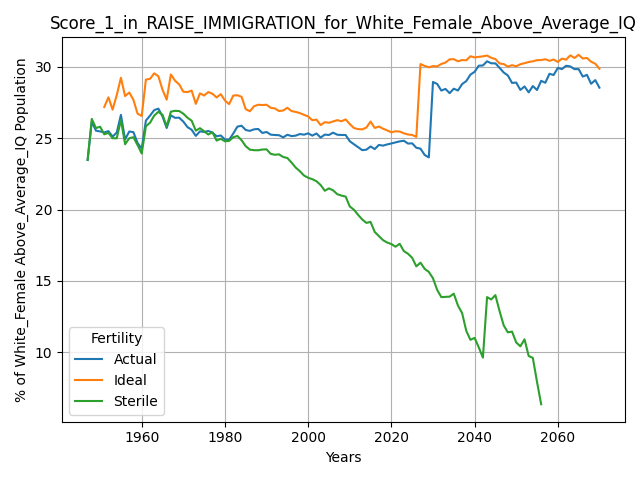 Score_1_in_RAISE_IMMIGRATION_for_White_Female_Above_Average_IQ
% of White_Female Above_Average_IQ Population
30
25
20
15
10
Fertility
Actual
Ideal
Sterile
1960 1980 2000 2020 2040 2060
Years